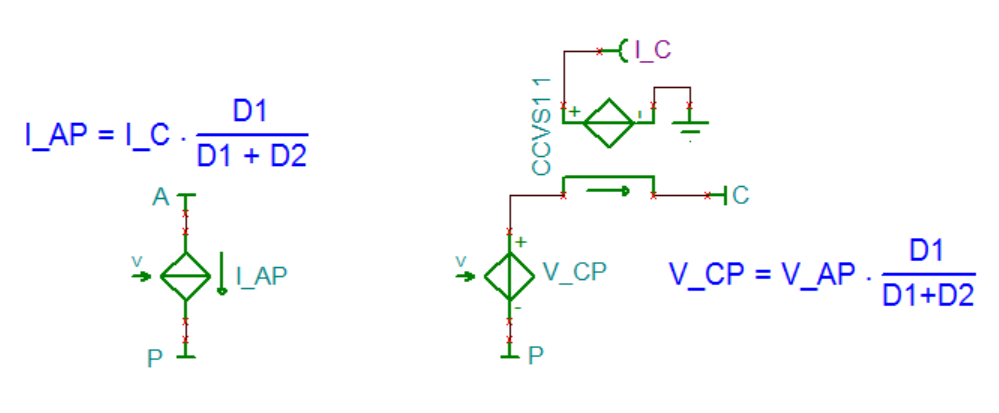 I_C
CCVS1 1
+
-
I_AP = I_C · D1
D1 + D2
A
C
v
I_AP
P
+
v
V_CP
-
P
V_CP = V_AP · D1
D1+D2